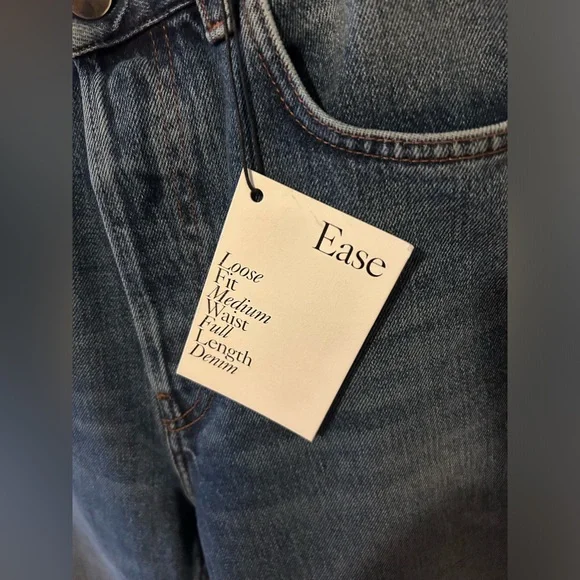 Ease
Loose
Fit
Medium
Waist
Full
Length
Denim